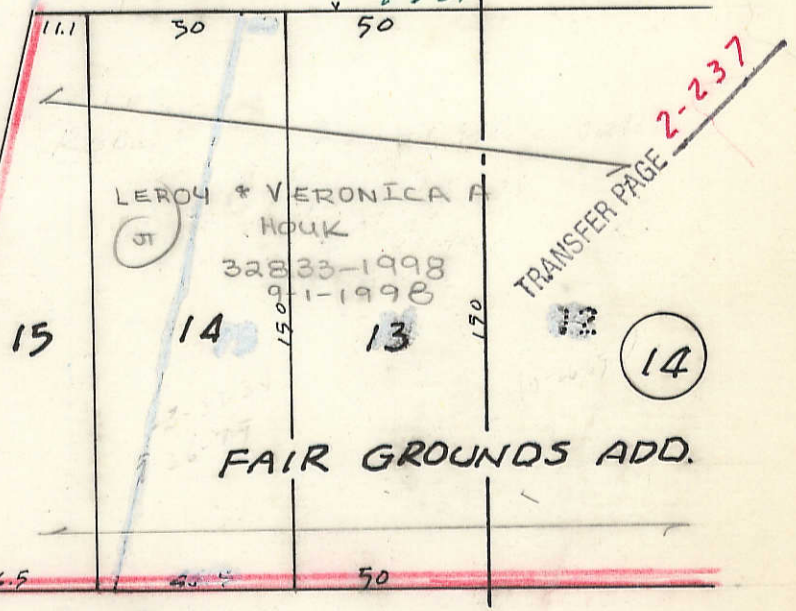 11.1 50 50
TRANSFER PAGE 2-237
LEROY & VERONICA A
JT HOUK
32833-1998
9-1-1998
150 150
15 14 13 12 14
FAIR GROUNDS ADD.
50